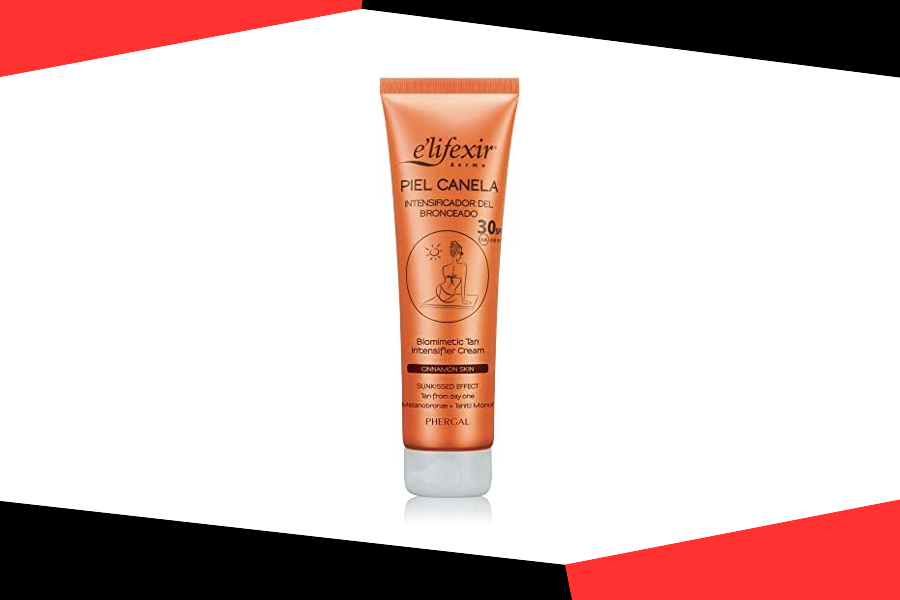 e'lifexir
derma
PIEL CANELA
INTENSIFICADOR DEL
BRONCEADO
30
Biomimetic Tan
Intensifier Cream
CINNAMON SKIN
SUNKISSED EFFECT
Tan from day one
Melanobronze + Tahiti Monoï
PHERGAL